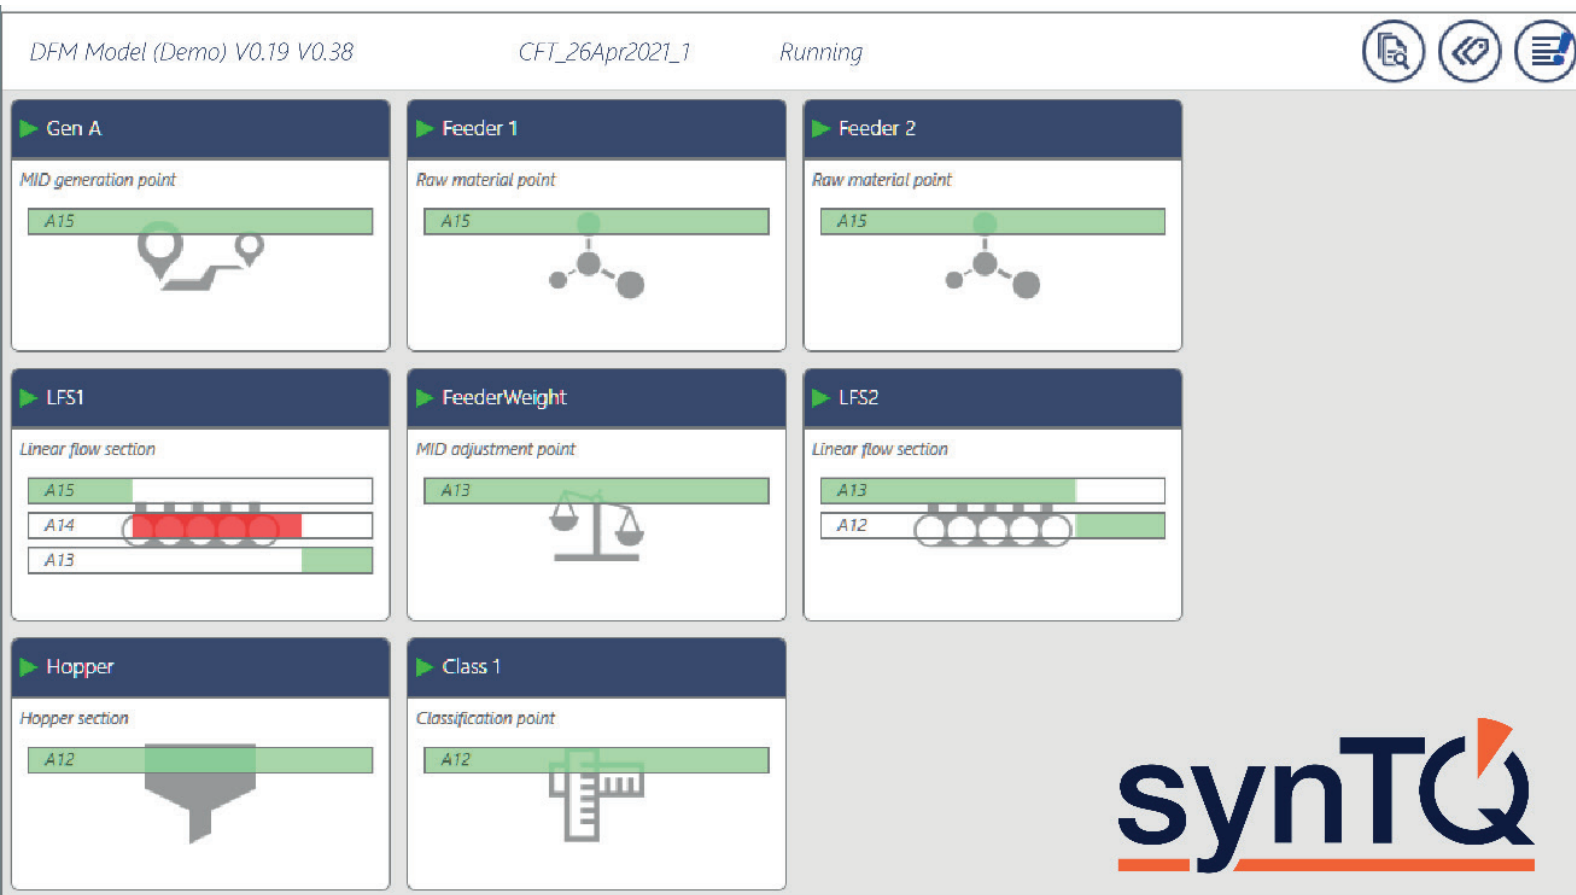 DFM Model (Demo) V0.19 V0.38 CFT_26Apr2021_1 Running
Gen A
MID generation point
A15
Feeder 1
Raw material point
A15
Feeder 2
Raw material point
A15
LFS1
Linear flow section
A15
A14
A13
FeederWeight
MID adjustment point
A13
LFS2
Linear flow section
A13
A12
Hopper
Hopper section
A12
Class 1
Classification point
A12
synTQ